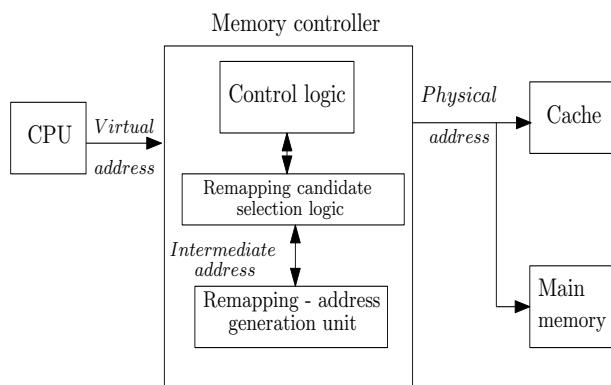 Memory controller
Control logic
CPU
Virtual
address
Remapping candidate
selection logic
Intermediate
address
Remapping - address
generation unit
Physical
address
Cache
Main
memory